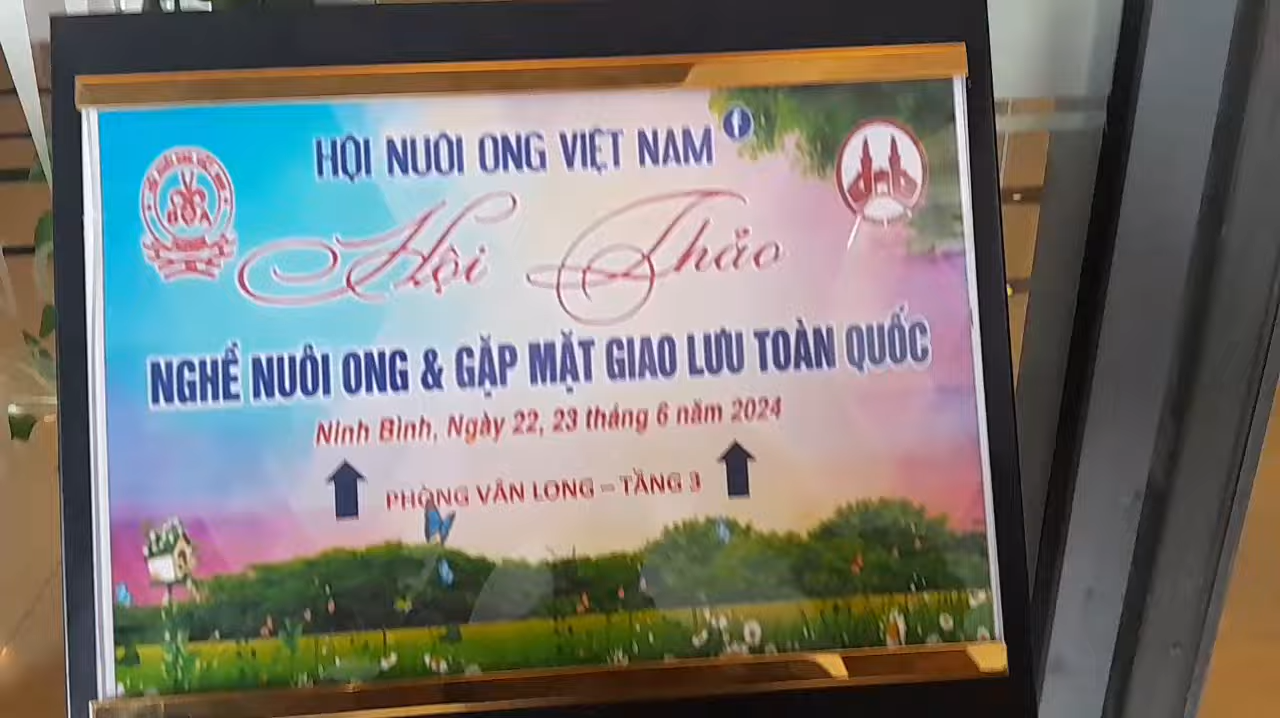 HỘI NUÔI ONG VIỆT NAM
Hội Thảo
NGHỀ NUÔI ONG & GẶP MẶT GIAO LƯU TOÀN QUỐC
Ninh Bình, Ngày 22, 23 tháng 6 năm 2024
PHÒNG VÂN LONG – TẦNG 3